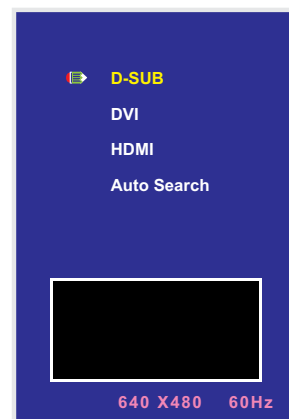 D-SUB
DVI
HDMI
Auto Search
640 X480 60Hz